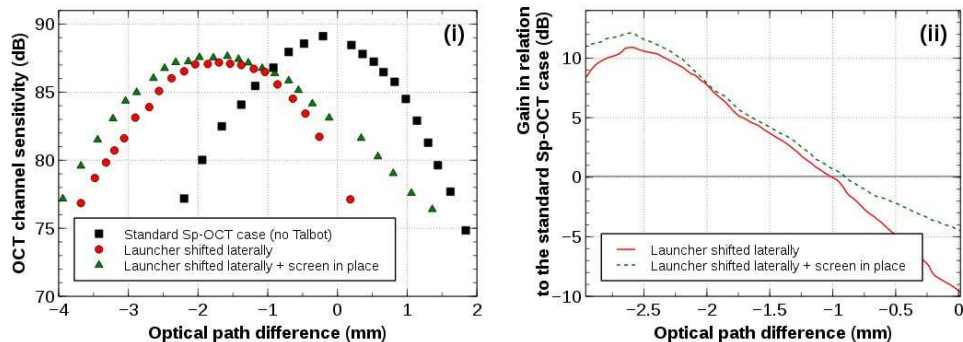 (i)
OCT channel sensitivity (dB)
90
85
80
75
70
Standard Sp-OCT case (no Talbot)
Launcher shifted laterally
Launcher shifted laterally + screen in place
−4
−3
−2
−1
0
1
2
Optical path difference (mm)
(ii)
Gain in relation
to the standard Sp-OCT case (dB)
10
5
0
−5
−10
Launcher shifted laterally
Launcher shifted laterally + screen in place
−2.5
−2
−1.5
−1
−0.5
0
Optical path difference (mm)